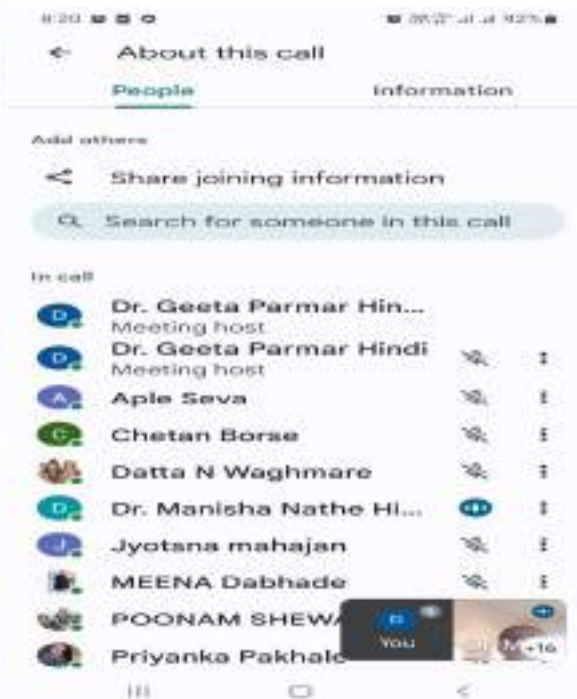 8:20
92%
About this call
People Information
Add others
Share joining information
Search for someone in this call
In call
D Dr. Geeta Parmar Hin...
Meeting host
D Dr. Geeta Parmar Hindi
Meeting host
A Aple Seva
C Chetan Borse
Datta N Waghmare
D Dr. Manisha Nathe Hi...
J Jyotsna mahajan
MEENA Dabhade
POONAM SHEWA
Priyanka Pakhale
D
You
+16